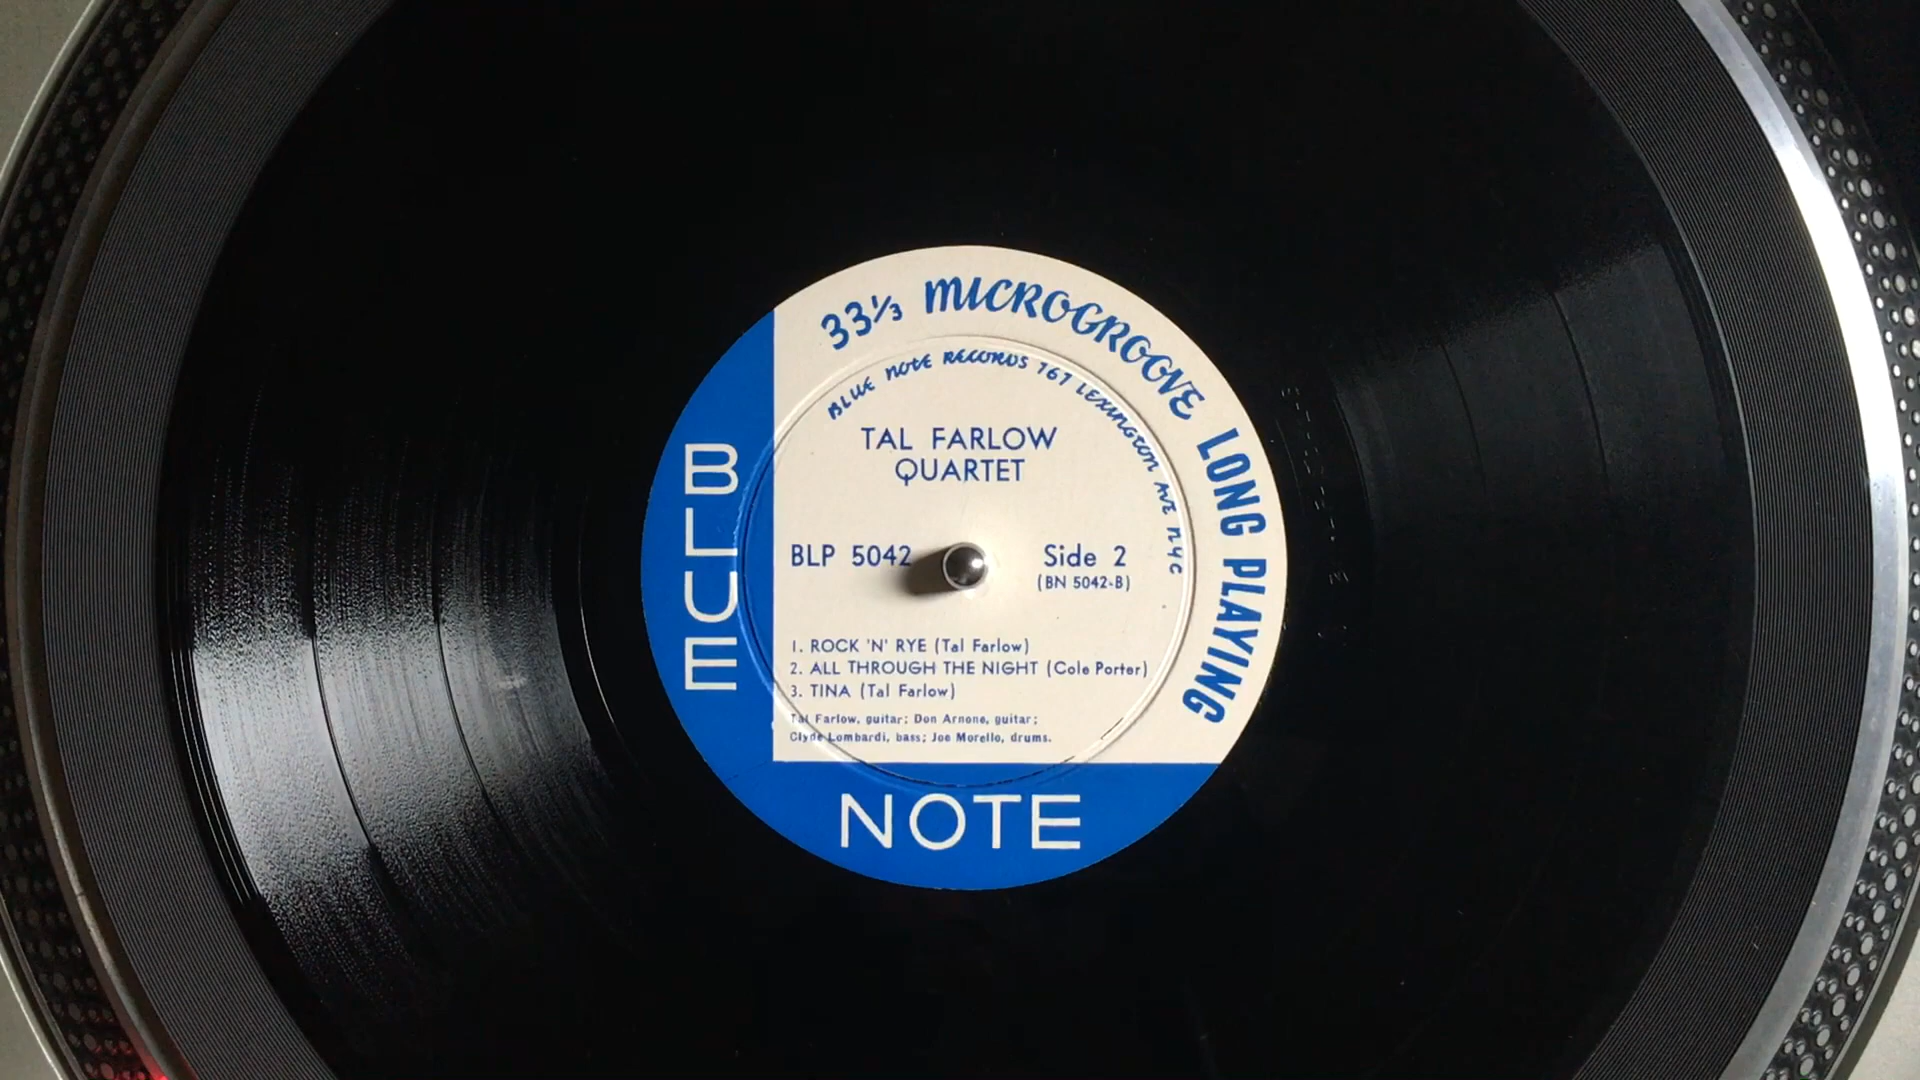 33⅓ MICROGROOVE LONG PLAYING
BLUE NOTE RECORDS 767 LEXINGTON AVE NYC
TAL FARLOW
QUARTET
BLP 5042
Side 2
(BN 5042-B)
1. ROCK 'N' RYE (Tal Farlow)
2. ALL THROUGH THE NIGHT (Cole Porter)
3. TINA (Tal Farlow)
Tal Farlow, guitar; Don Arnone, guitar;
Clyde Lombardi, bass; Joe Morello, drums.
BLUE
NOTE